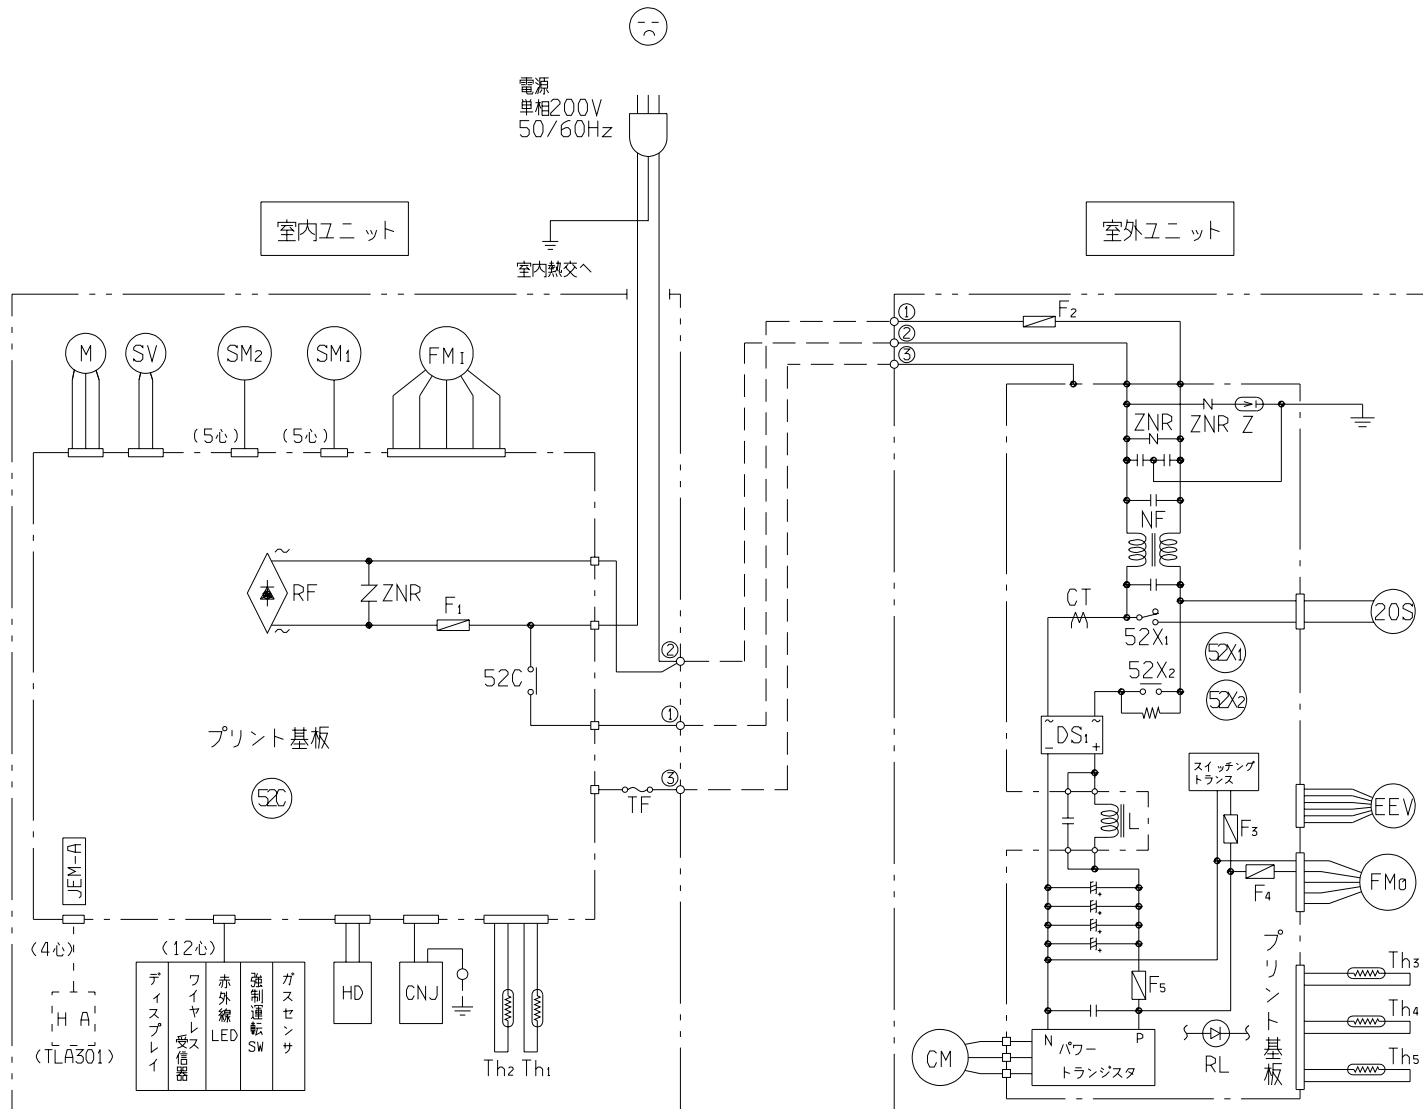 電源
単相200V
50/60Hz
室内ユニット
室外ユニット
室内熱交へ
①
F2
②
③
M
SV
SM2
SM1
FMI
(5心)
(5心)
ZNR
ZNR
Z
NF
RF
ZNR
F1
CT
20S
52X1
52X1
②
52C
52X2
52X2
①
DS1
~
~
-
+
プリント基板
52C
③
TF
スイッチング
トランス
L
F3
EEV
JEM-A
F4
FMO
(4心)
(12心)
H A
(TLA301)
ディスプレイ
ワイヤレス
受信器
赤外線
LED
強制運転
SW
ガスセンサ
HD
CNJ
Th2
Th1
F5
プリント基板
Th3
Th4
Th5
CM
N
P
パワー
トランジスタ
RL